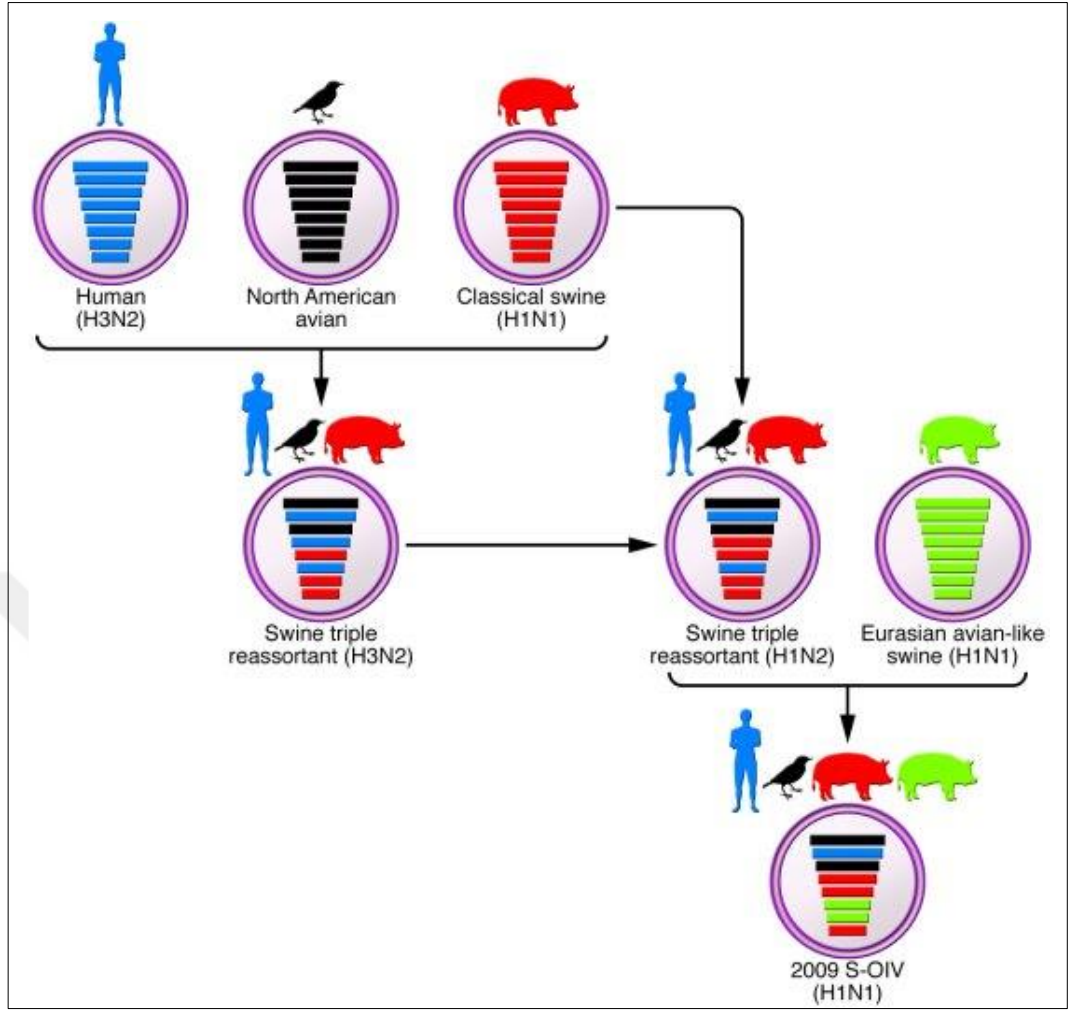 Human
(H3N2)
North American
avian
Classical swine
(H1N1)
Swine triple
reassortant (H3N2)
Swine triple
reassortant (H1N2)
Eurasian avian-like
swine (H1N1)
2009 S-OIV
(H1N1)